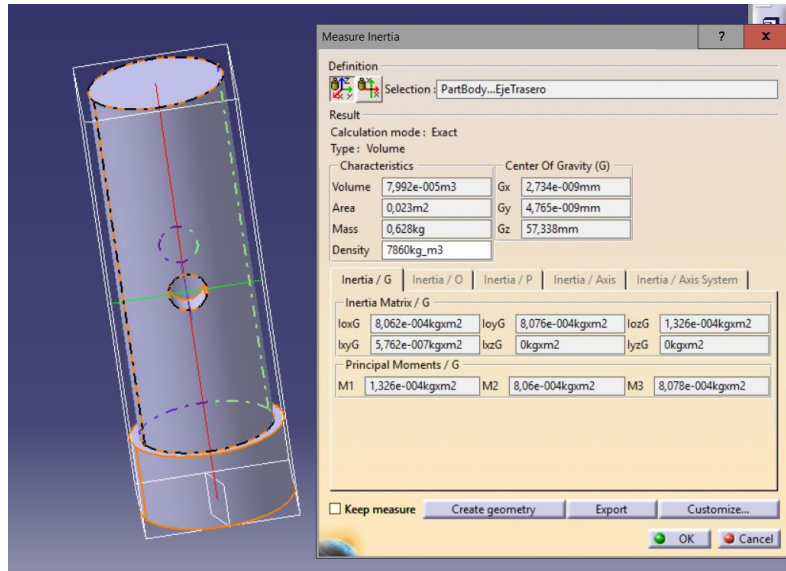 Measure Inertia ? x
Definition
Selection : PartBody...EjeTrasero
Result
Calculation mode : Exact
Type : Volume
Characteristics
Center Of Gravity (G)
Volume 7,992e-005m3 Gx 2,734e-009mm
Area 0,023m2 Gy 4,765e-009mm
Mass 0,628kg Gz 57,338mm
Density 7860kg_m3
Inertia / G Inertia / O Inertia / P Inertia / Axis Inertia / Axis System
Inertia Matrix / G
IoxG 8,062e-004kgxm2 IoyG 8,076e-004kgxm2 IozG 1,326e-004kgxm2
IxyG 5,762e-007kgxm2 IxzG 0kgxm2 IyzG 0kgxm2
Principal Moments / G
M1 1,326e-004kgxm2 M2 8,06e-004kgxm2 M3 8,078e-004kgxm2
Keep measure Create geometry Export Customize...
OK Cancel